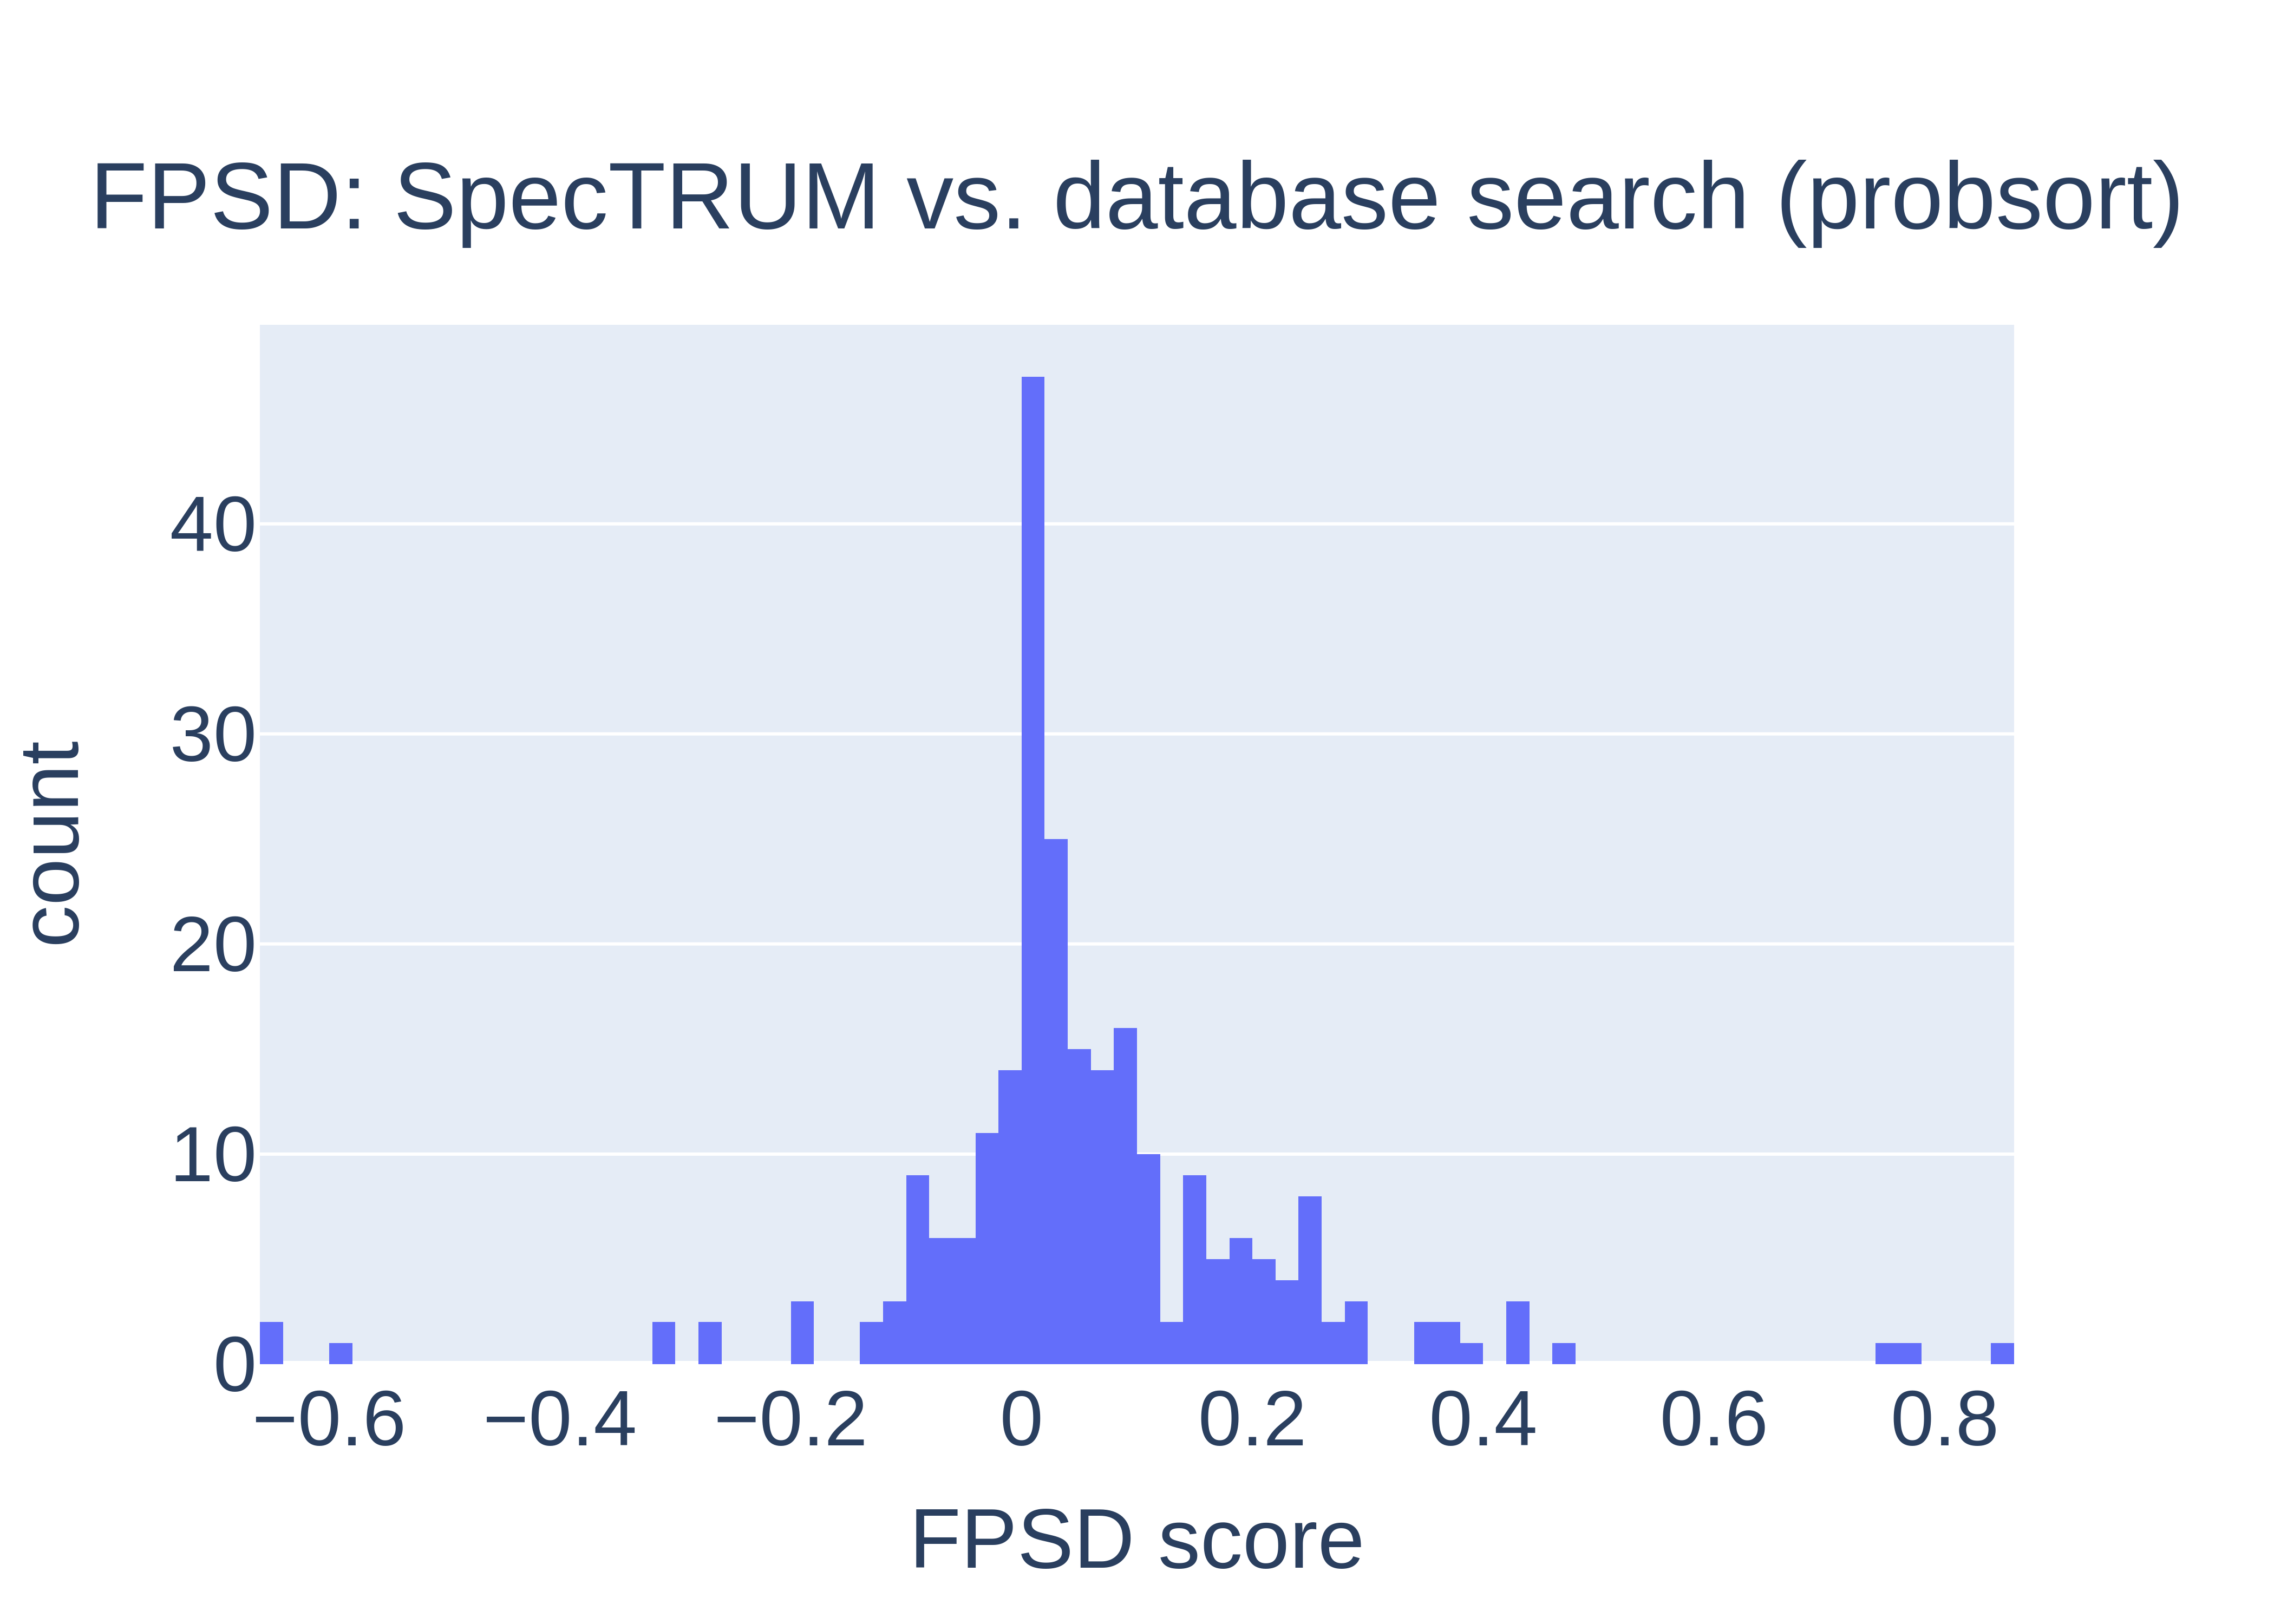 FPSD: SpecTRUM vs. database search (probsort)
count
40
30
20
10
0
−0.6 −0.4 −0.2 0 0.2 0.4 0.6 0.8
FPSD score